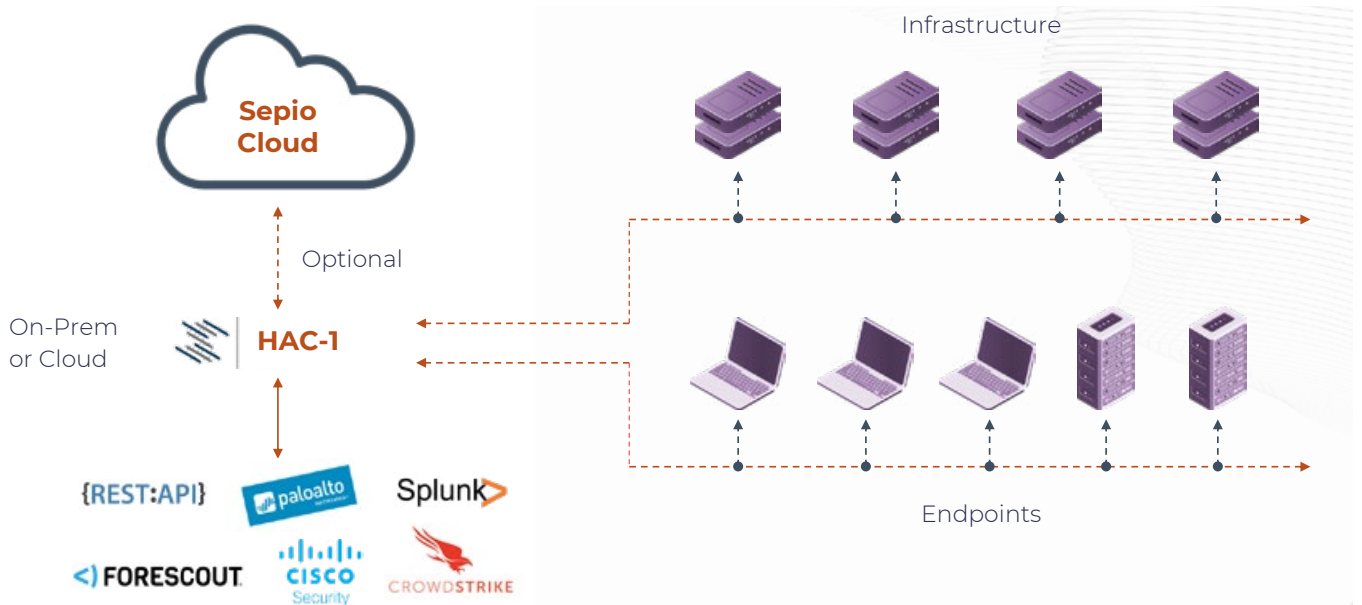 Infrastructure
Sepio
Cloud
Optional
On-Prem
or Cloud
HAC-1
{REST:API}
paloalto
Splunk>
Endpoints
<) FORESCOUT.
CISCO
Security
CROWDSTRIKE